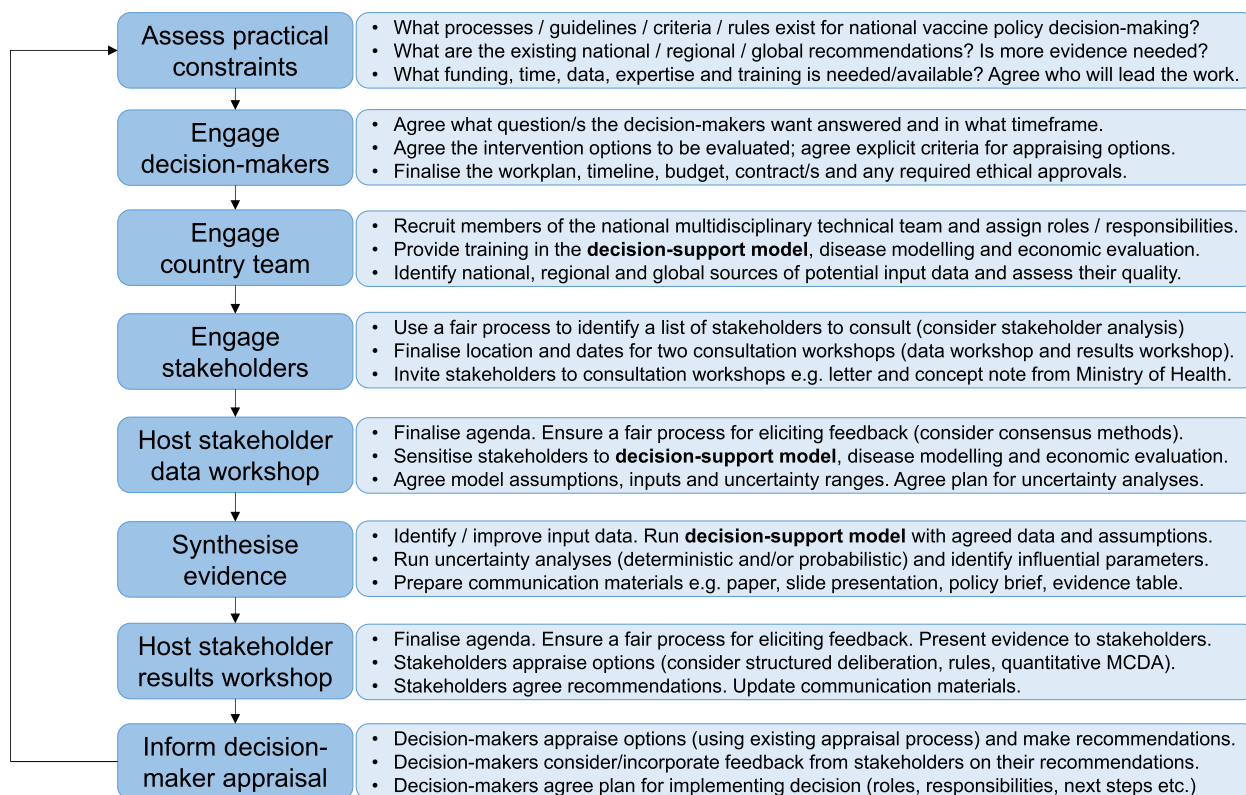 Assess practical
constraints
• What processes / guidelines / criteria / rules exist for national vaccine policy decision-making?
• What are the existing national / regional / global recommendations? Is more evidence needed?
• What funding, time, data, expertise and training is needed/available? Agree who will lead the work.
Engage
decision-makers
• Agree what question/s the decision-makers want answered and in what timeframe.
• Agree the intervention options to be evaluated; agree explicit criteria for appraising options.
• Finalise the workplan, timeline, budget, contract/s and any required ethical approvals.
Engage
country team
• Recruit members of the national multidisciplinary technical team and assign roles / responsibilities.
• Provide training in the decision-support model, disease modelling and economic evaluation.
• Identify national, regional and global sources of potential input data and assess their quality.
Engage
stakeholders
• Use a fair process to identify a list of stakeholders to consult (consider stakeholder analysis)
• Finalise location and dates for two consultation workshops (data workshop and results workshop).
• Invite stakeholders to consultation workshops e.g. letter and concept note from Ministry of Health.
Host stakeholder
data workshop
• Finalise agenda. Ensure a fair process for eliciting feedback (consider consensus methods).
• Sensitise stakeholders to decision-support model, disease modelling and economic evaluation.
• Agree model assumptions, inputs and uncertainty ranges. Agree plan for uncertainty analyses.
Synthesise
evidence
• Identify / improve input data. Run decision-support model with agreed data and assumptions.
• Run uncertainty analyses (deterministic and/or probabilistic) and identify influential parameters.
• Prepare communication materials e.g. paper, slide presentation, policy brief, evidence table.
Host stakeholder
results workshop
• Finalise agenda. Ensure a fair process for eliciting feedback. Present evidence to stakeholders.
• Stakeholders appraise options (consider structured deliberation, rules, quantitative MCDA).
• Stakeholders agree recommendations. Update communication materials.
Inform decision-
maker appraisal
• Decision-makers appraise options (using existing appraisal process) and make recommendations.
• Decision-makers consider/incorporate feedback from stakeholders on their recommendations.
• Decision-makers agree plan for implementing decision (roles, responsibilities, next steps etc.)